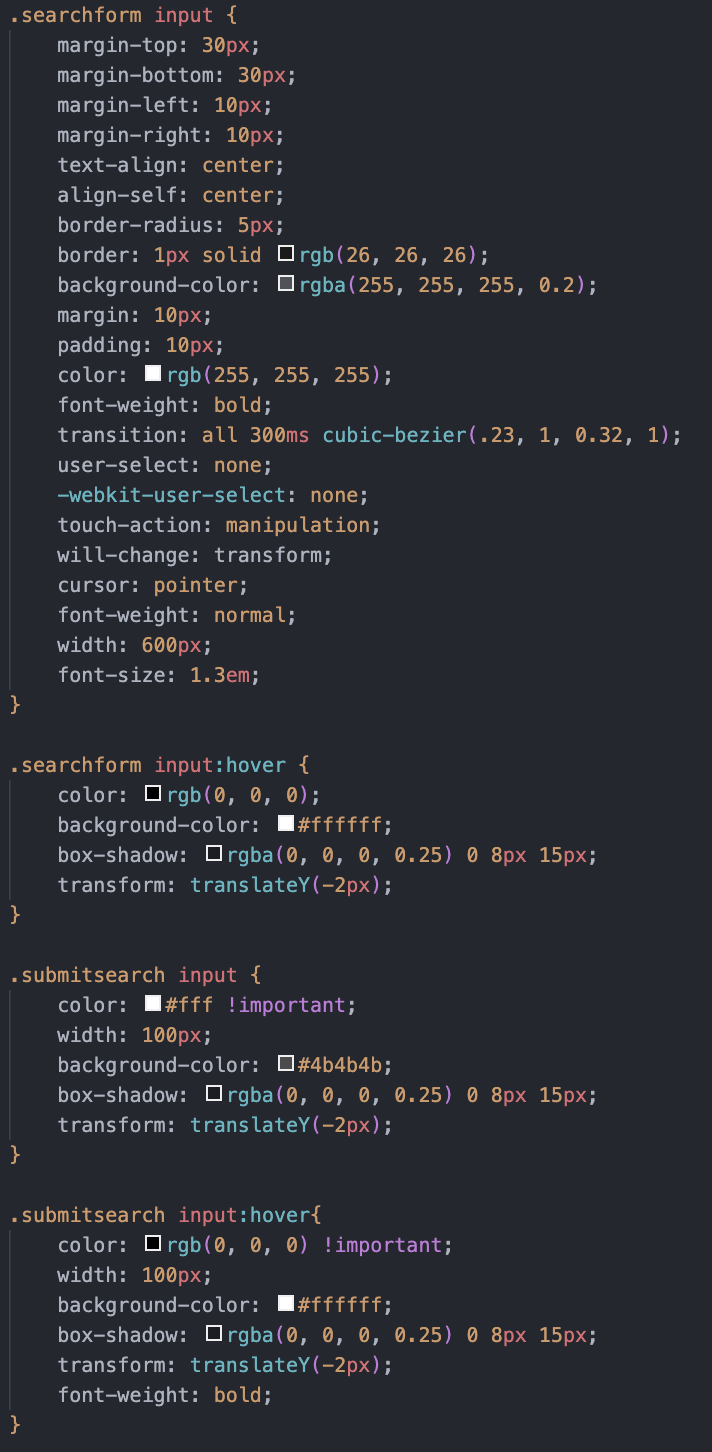 .searchform input {
    margin-top: 30px;
    margin-bottom: 30px;
    margin-left: 10px;
    margin-right: 10px;
    text-align: center;
    align-self: center;
    border-radius: 5px;
    border: 1px solid rgb(26, 26, 26);
    background-color: rgba(255, 255, 255, 0.2);
    margin: 10px;
    padding: 10px;
    color: rgb(255, 255, 255);
    font-weight: bold;
    transition: all 300ms cubic-bezier(.23, 1, 0.32, 1);
    user-select: none;
    -webkit-user-select: none;
    touch-action: manipulation;
    will-change: transform;
    cursor: pointer;
    font-weight: normal;
    width: 600px;
    font-size: 1.3em;
}

.searchform input:hover {
    color: rgb(0, 0, 0);
    background-color: #ffffff;
    box-shadow: rgba(0, 0, 0, 0.25) 0 8px 15px;
    transform: translateY(-2px);
}

.submitsearch input {
    color: #fff !important;
    width: 100px;
    background-color: #4b4b4b;
    box-shadow: rgba(0, 0, 0, 0.25) 0 8px 15px;
    transform: translateY(-2px);
}

.submitsearch input:hover{
    color: rgb(0, 0, 0) !important;
    width: 100px;
    background-color: #ffffff;
    box-shadow: rgba(0, 0, 0, 0.25) 0 8px 15px;
    transform: translateY(-2px);
    font-weight: bold;
}